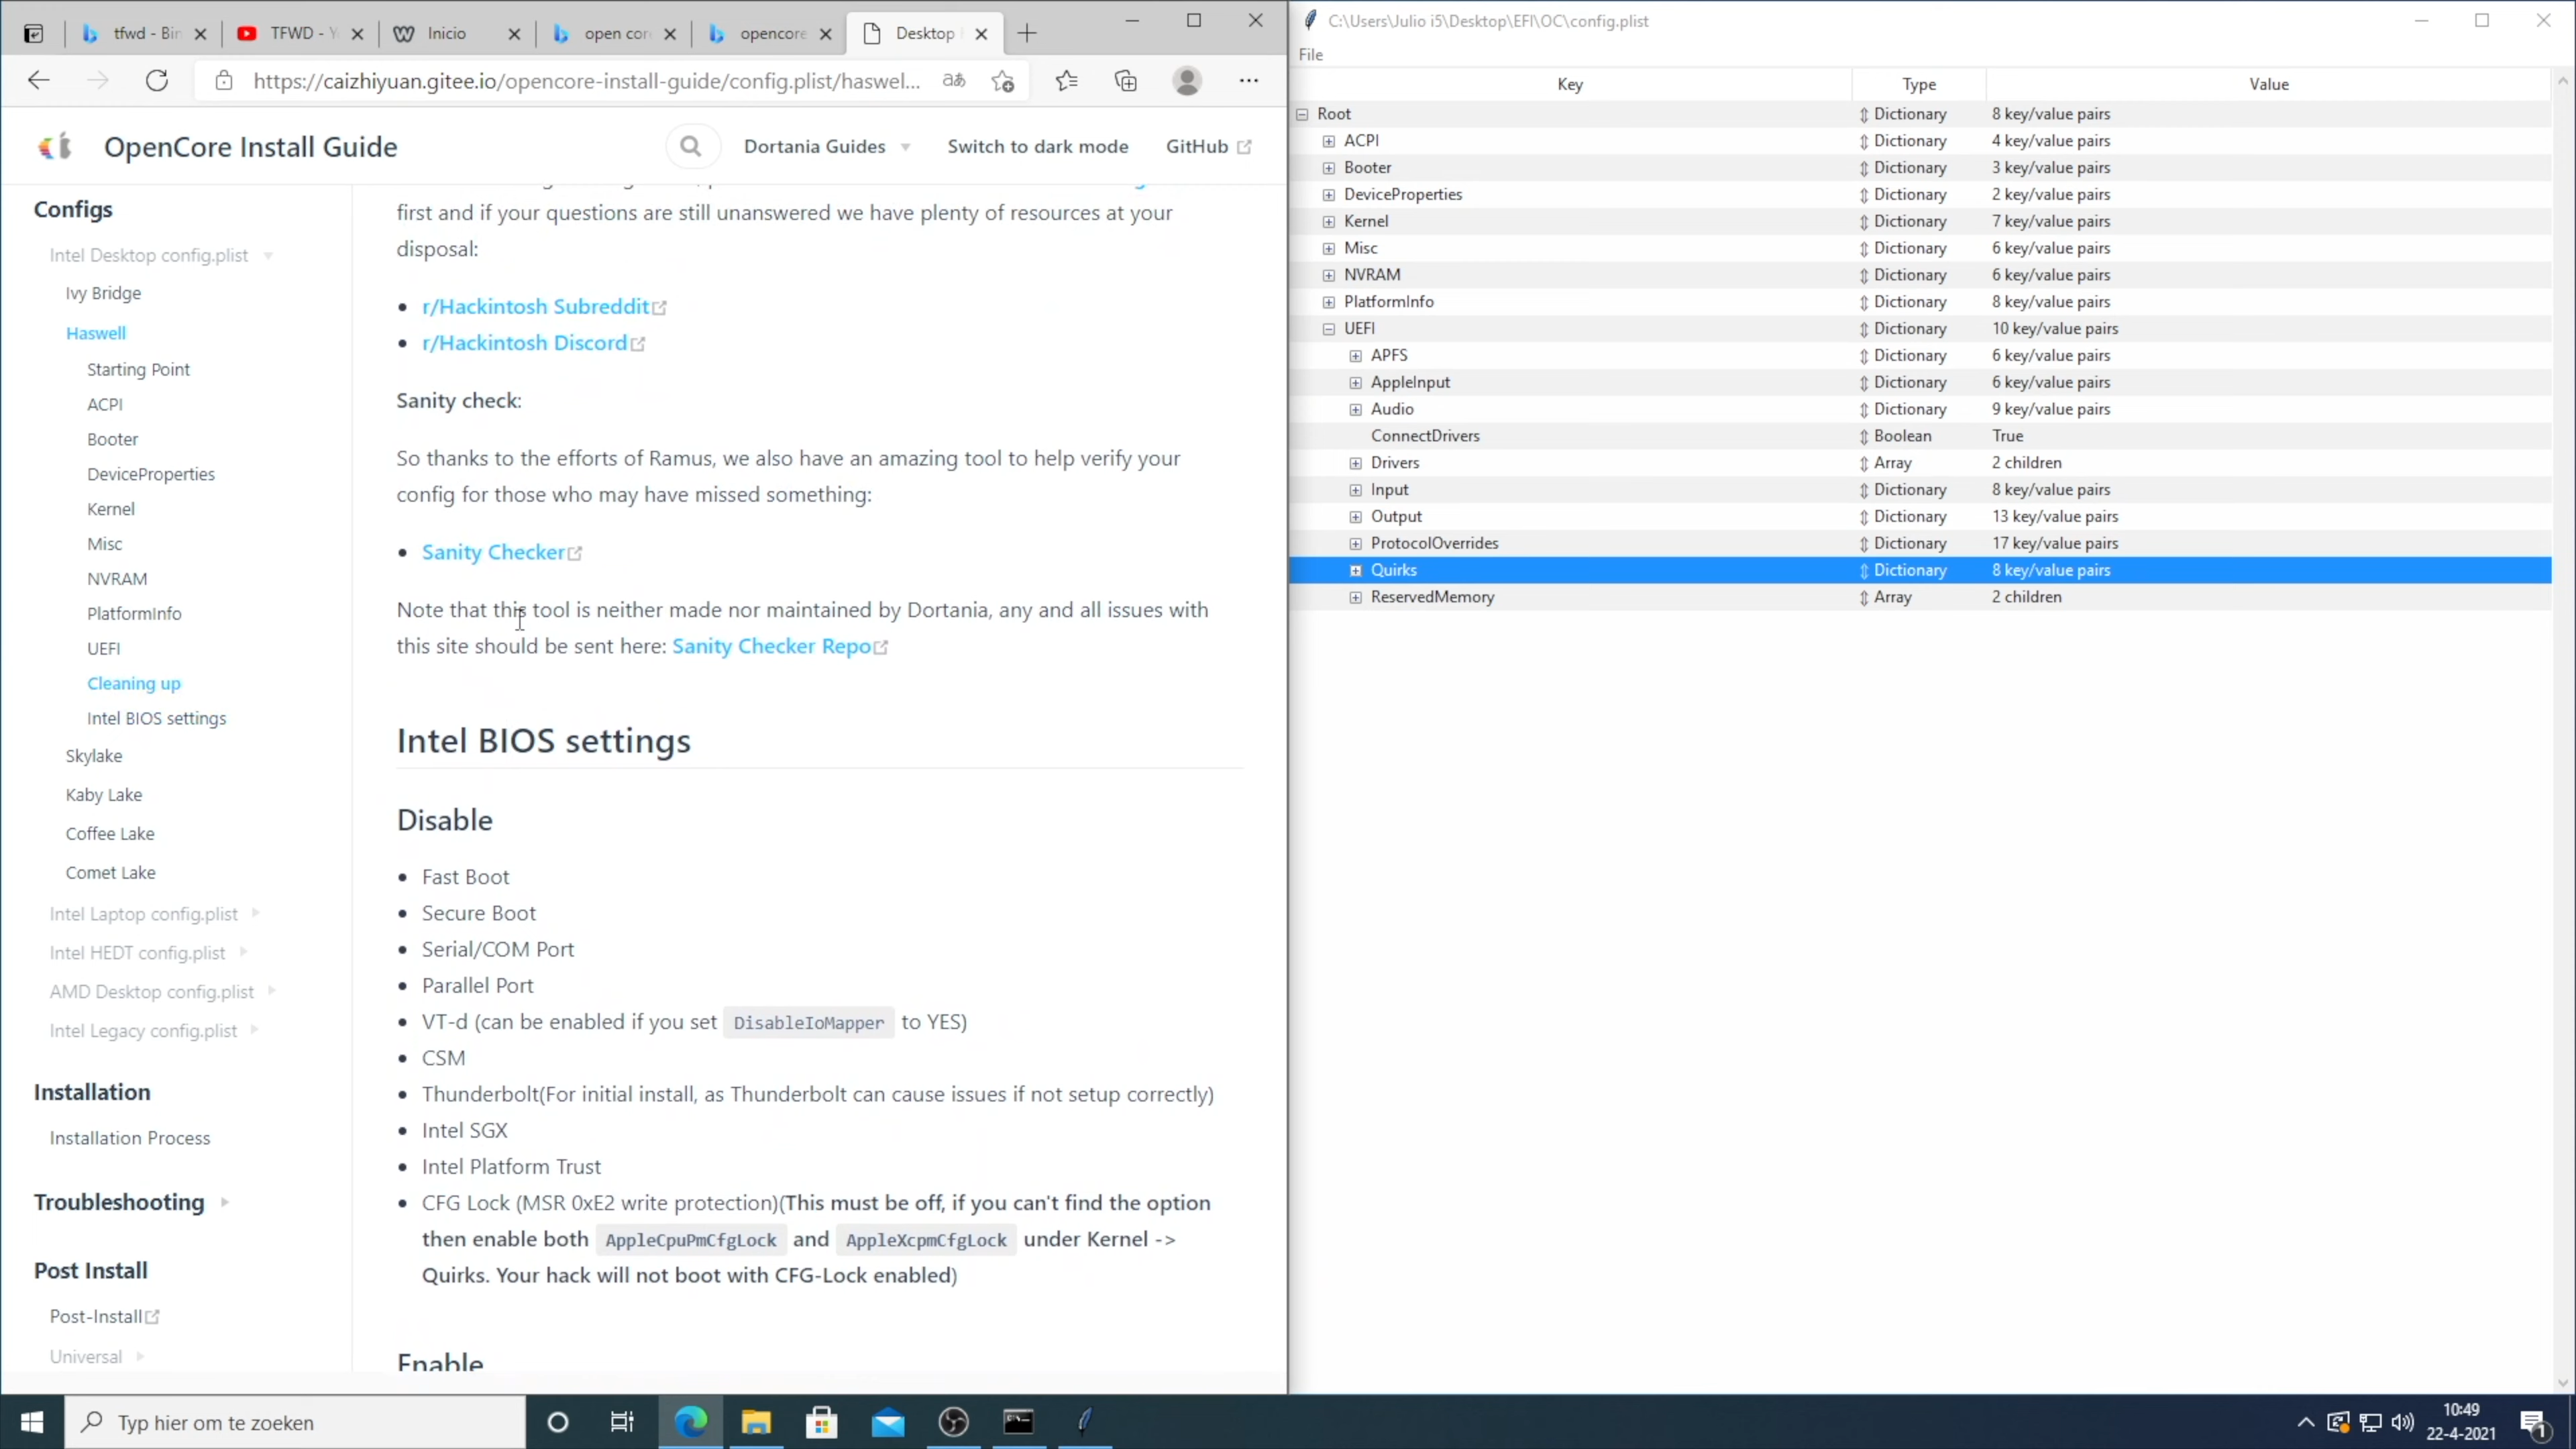 tfwd - Bin
TFWD - Y
Inicio
open cor
opencore
Desktop
https://caizhiyuan.gitee.io/opencore-install-guide/config.plist/haswel...
OpenCore Install Guide
Dortania Guides
Switch to dark mode
GitHub
Configs
Intel Desktop config.plist
Ivy Bridge
Haswell
Starting Point
ACPI
Booter
DeviceProperties
Kernel
Misc
NVRAM
PlatformInfo
UEFI
Cleaning up
Intel BIOS settings
Skylake
Kaby Lake
Coffee Lake
Comet Lake
Intel Laptop config.plist
Intel HEDT config.plist
AMD Desktop config.plist
Intel Legacy config.plist
Installation
Installation Process
Troubleshooting
Post Install
Post-Install
Universal
first and if your questions are still unanswered we have plenty of resources at your
disposal:
r/Hackintosh Subreddit
r/Hackintosh Discord
Sanity check:
So thanks to the efforts of Ramus, we also have an amazing tool to help verify your
config for those who may have missed something:
Sanity Checker
Note that this tool is neither made nor maintained by Dortania, any and all issues with
this site should be sent here: Sanity Checker Repo
Intel BIOS settings
Disable
Fast Boot
Secure Boot
Serial/COM Port
Parallel Port
VT-d (can be enabled if you set DisableIoMapper to YES)
CSM
Thunderbolt(For initial install, as Thunderbolt can cause issues if not setup correctly)
Intel SGX
Intel Platform Trust
CFG Lock (MSR 0xE2 write protection)(This must be off, if you can't find the option
then enable both AppleCpuPmCfgLock and AppleXcpmCfgLock under Kernel ->
Quirks. Your hack will not boot with CFG-Lock enabled)
Enable
C:\Users\Julio i5\Desktop\EFI\OC\config.plist
File
Key Type Value
Root Dictionary 8 key/value pairs
ACPI Dictionary 4 key/value pairs
Booter Dictionary 3 key/value pairs
DeviceProperties Dictionary 2 key/value pairs
Kernel Dictionary 7 key/value pairs
Misc Dictionary 6 key/value pairs
NVRAM Dictionary 6 key/value pairs
PlatformInfo Dictionary 8 key/value pairs
UEFI Dictionary 10 key/value pairs
APFS Dictionary 6 key/value pairs
AppleInput Dictionary 6 key/value pairs
Audio Dictionary 9 key/value pairs
ConnectDrivers Boolean True
Drivers Array 2 children
Input Dictionary 8 key/value pairs
Output Dictionary 13 key/value pairs
ProtocolOverrides Dictionary 17 key/value pairs
Quirks Dictionary 8 key/value pairs
ReservedMemory Array 2 children
Typ hier om te zoeken
10:49
22-4-2021
1